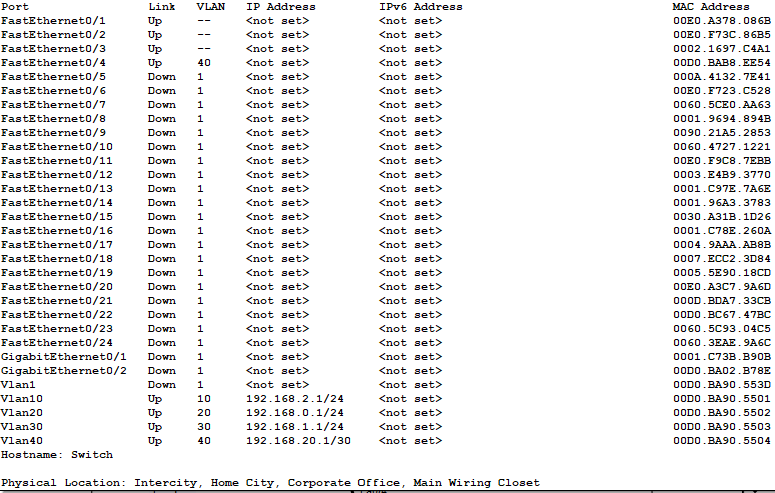 Port Link VLAN IP Address IPv6 Address MAC Address
FastEthernet0/1 Up -- <not set> <not set> 00E0.A378.086B
FastEthernet0/2 Up -- <not set> <not set> 00E0.F73C.86B5
FastEthernet0/3 Up -- <not set> <not set> 0002.1697.C4A1
FastEthernet0/4 Up 40 <not set> <not set> 00D0.BAB8.EE54
FastEthernet0/5 Down 1 <not set> <not set> 000A.4132.7E41
FastEthernet0/6 Down 1 <not set> <not set> 00E0.F723.C528
FastEthernet0/7 Down 1 <not set> <not set> 0060.5CE0.AA63
FastEthernet0/8 Down 1 <not set> <not set> 0001.9694.894B
FastEthernet0/9 Down 1 <not set> <not set> 0090.21A5.2853
FastEthernet0/10 Down 1 <not set> <not set> 0060.4727.1221
FastEthernet0/11 Down 1 <not set> <not set> 00E0.F9C8.7EBB
FastEthernet0/12 Down 1 <not set> <not set> 0003.E4B9.3770
FastEthernet0/13 Down 1 <not set> <not set> 0001.C97E.7A6E
FastEthernet0/14 Down 1 <not set> <not set> 0001.96A3.3783
FastEthernet0/15 Down 1 <not set> <not set> 0030.A31B.1D26
FastEthernet0/16 Down 1 <not set> <not set> 0001.C78E.260A
FastEthernet0/17 Down 1 <not set> <not set> 0004.9AAA.AB8B
FastEthernet0/18 Down 1 <not set> <not set> 0007.ECC2.3D84
FastEthernet0/19 Down 1 <not set> <not set> 0005.5E90.18CD
FastEthernet0/20 Down 1 <not set> <not set> 00E0.A3C7.9A6D
FastEthernet0/21 Down 1 <not set> <not set> 000D.BDA7.33CB
FastEthernet0/22 Down 1 <not set> <not set> 00D0.BC67.47BC
FastEthernet0/23 Down 1 <not set> <not set> 0060.5C93.04C5
FastEthernet0/24 Down 1 <not set> <not set> 0060.3EAE.9A6C
GigabitEthernet0/1 Down 1 <not set> <not set> 0001.C73B.B90B
GigabitEthernet0/2 Down 1 <not set> <not set> 00D0.BA02.B78E
Vlan1 Down 1 <not set> <not set> 00D0.BA90.553D
Vlan10 Up 10 192.168.2.1/24 <not set> 00D0.BA90.5501
Vlan20 Up 20 192.168.0.1/24 <not set> 00D0.BA90.5502
Vlan30 Up 30 192.168.1.1/24 <not set> 00D0.BA90.5503
Vlan40 Up 40 192.168.20.1/30 <not set> 00D0.BA90.5504
Hostname: Switch
Physical Location: Intercity, Home City, Corporate Office, Main Wiring Closet